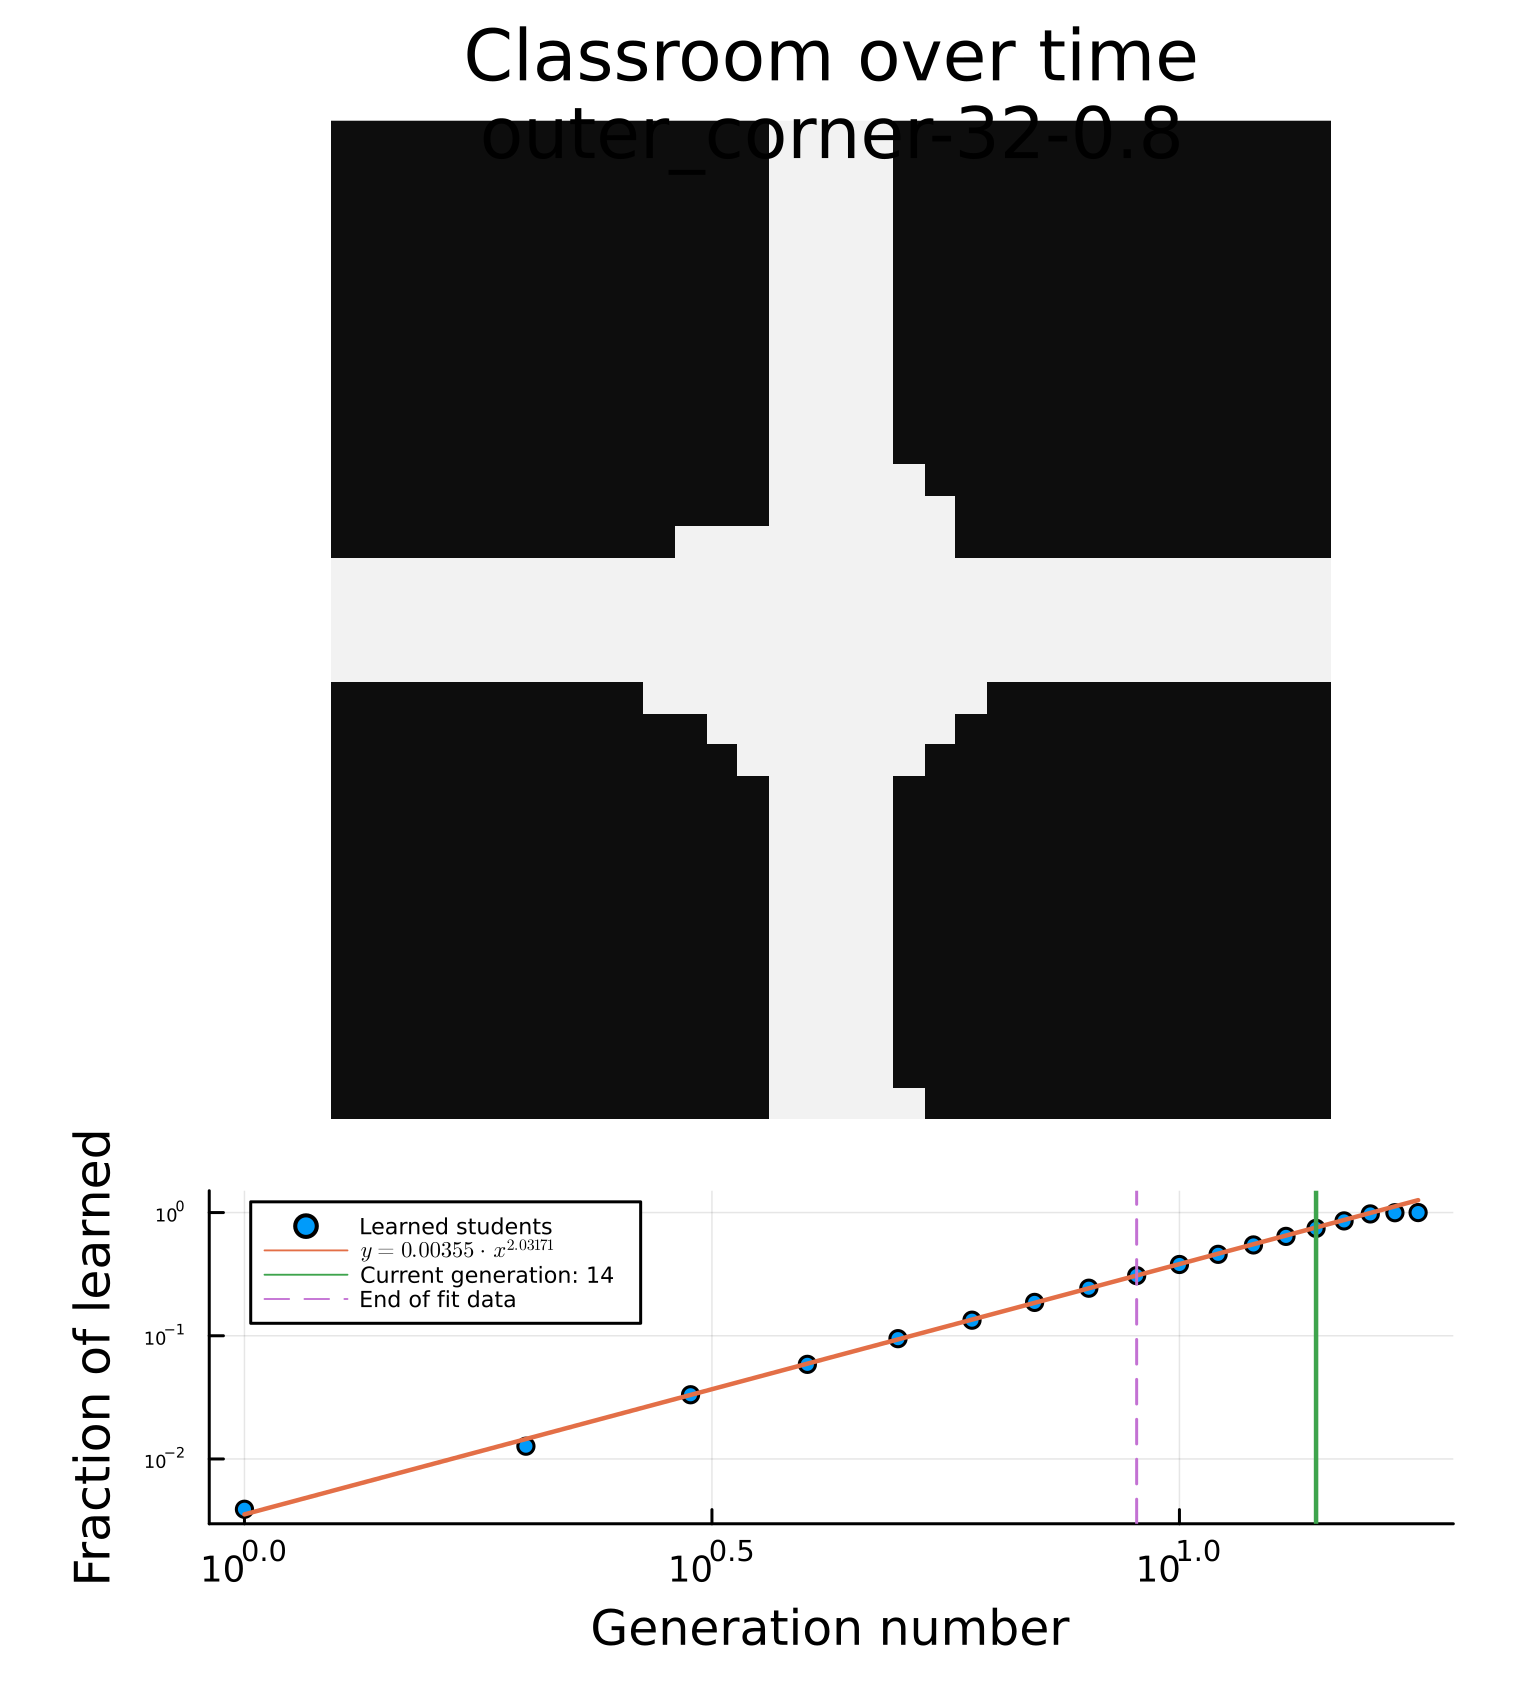 Classroom over time
outer_corner-32-0.8
Fraction of learned
10^0
10^-1
10^-2
Learned students
y = 0.00355 · x^2.03171
Current generation: 14
End of fit data
10^0.0
10^0.5
10^1.0
Generation number